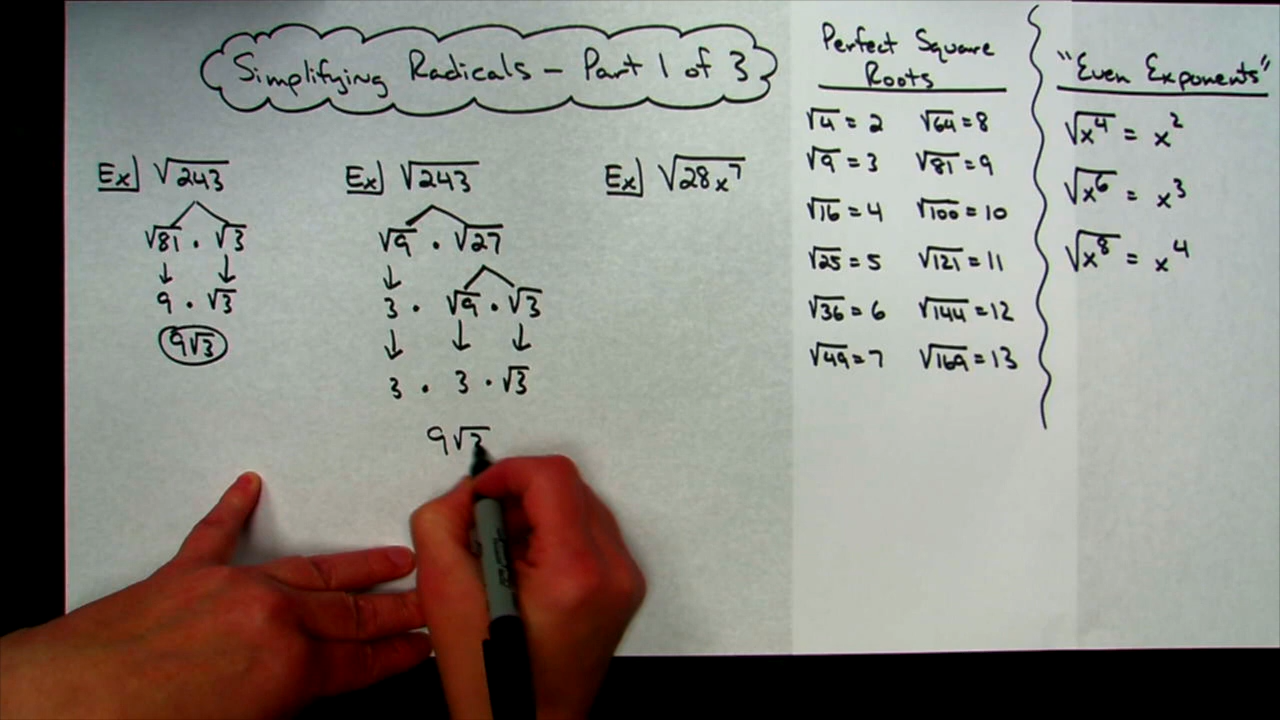 Simplifying Radicals - Part 1 of 3
Ex] √243
√81 · √3
9 · √3
9√3
Ex] √243
√9 · √27
3 · √9 · √3
3 · 3 · √3
9√3
Ex] √28x⁷
Perfect Square
Roots
√4 = 2 √64 = 8
√9 = 3 √81 = 9
√16 = 4 √100 = 10
√25 = 5 √121 = 11
√36 = 6 √144 = 12
√49 = 7 √169 = 13
"Even Exponents"
√x⁴ = x²
√x⁶ = x³
√x⁸ = x⁴